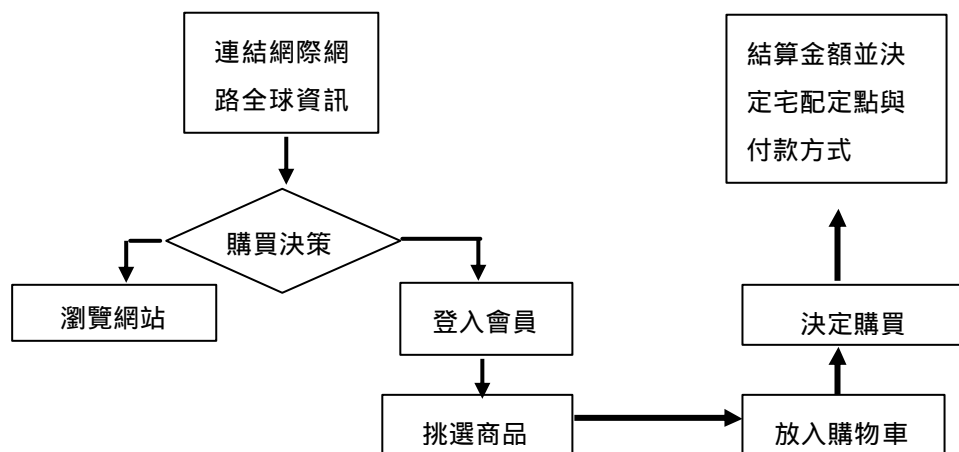 連結網際網
路全球資訊
購買決策
瀏覽網站
登入會員
挑選商品
放入購物車
決定購買
結算金額並決
定宅配定點與
付款方式